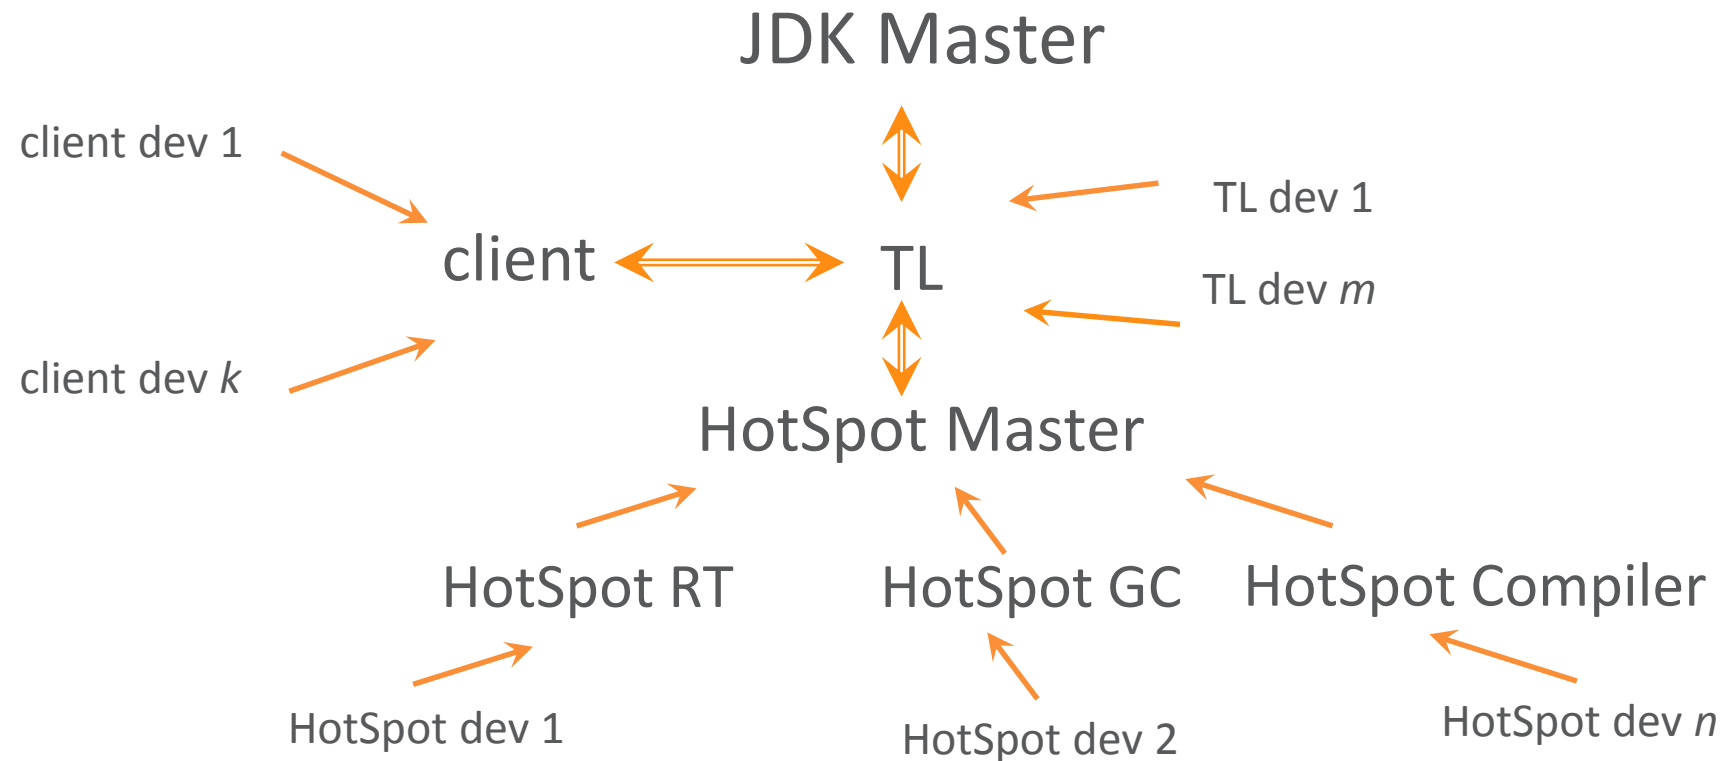 JDK Master
client dev 1
TL dev 1
client
TL
TL dev m
client dev k
HotSpot Master
HotSpot RT
HotSpot GC
HotSpot Compiler
HotSpot dev 1
HotSpot dev 2
HotSpot dev n